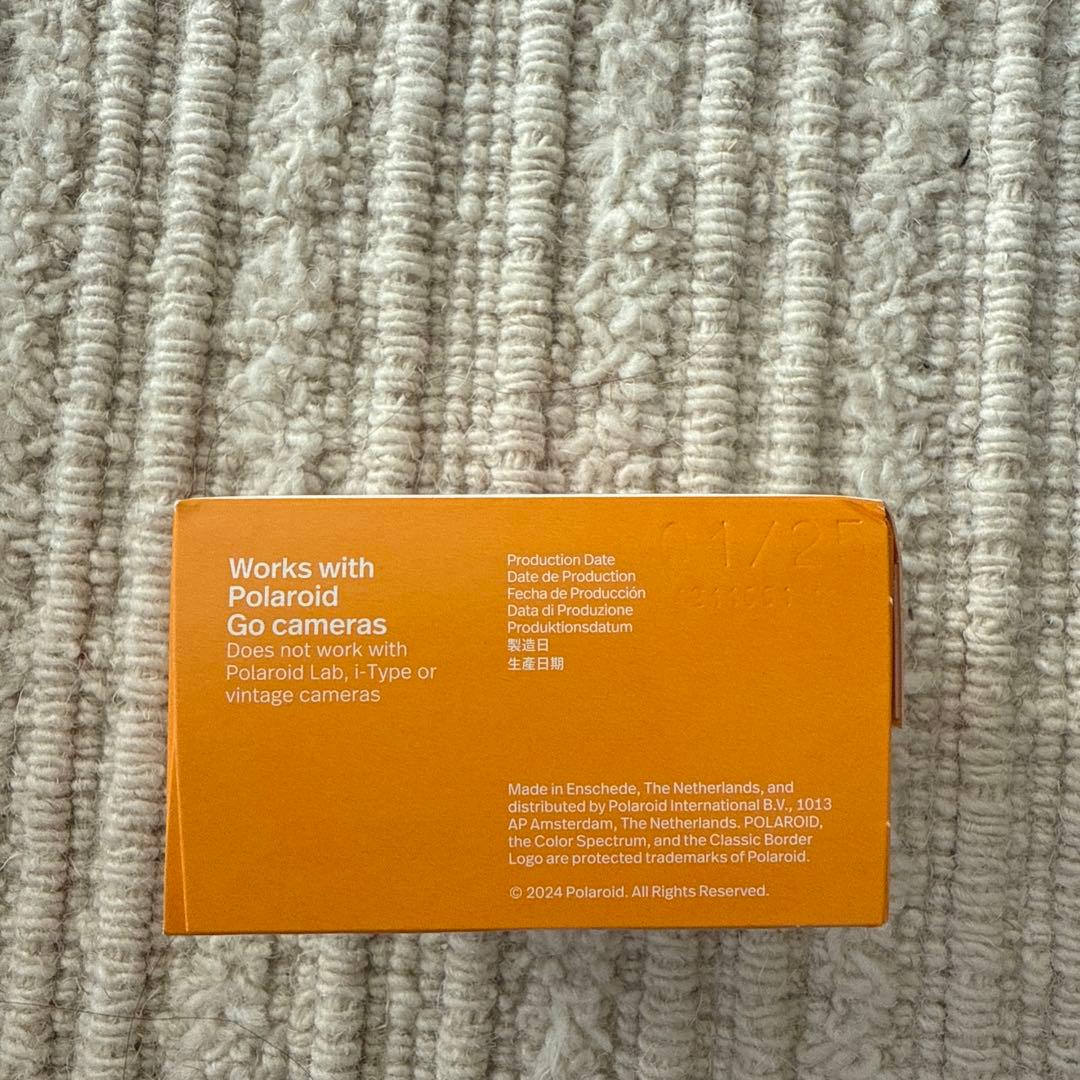 Works with
Polaroid
Go cameras
Does not work with
Polaroid Lab, i-Type or
vintage cameras
Production Date
Date de Production
Fecha de Producción
Data di Produzione
Produktionsdatum
製造日
生產日期
01/25
Made in Enschede, The Netherlands, and
distributed by Polaroid International B.V., 1013
AP Amsterdam, The Netherlands. POLAROID,
the Color Spectrum, and the Classic Border
Logo are protected trademarks of Polaroid.
© 2024 Polaroid. All Rights Reserved.